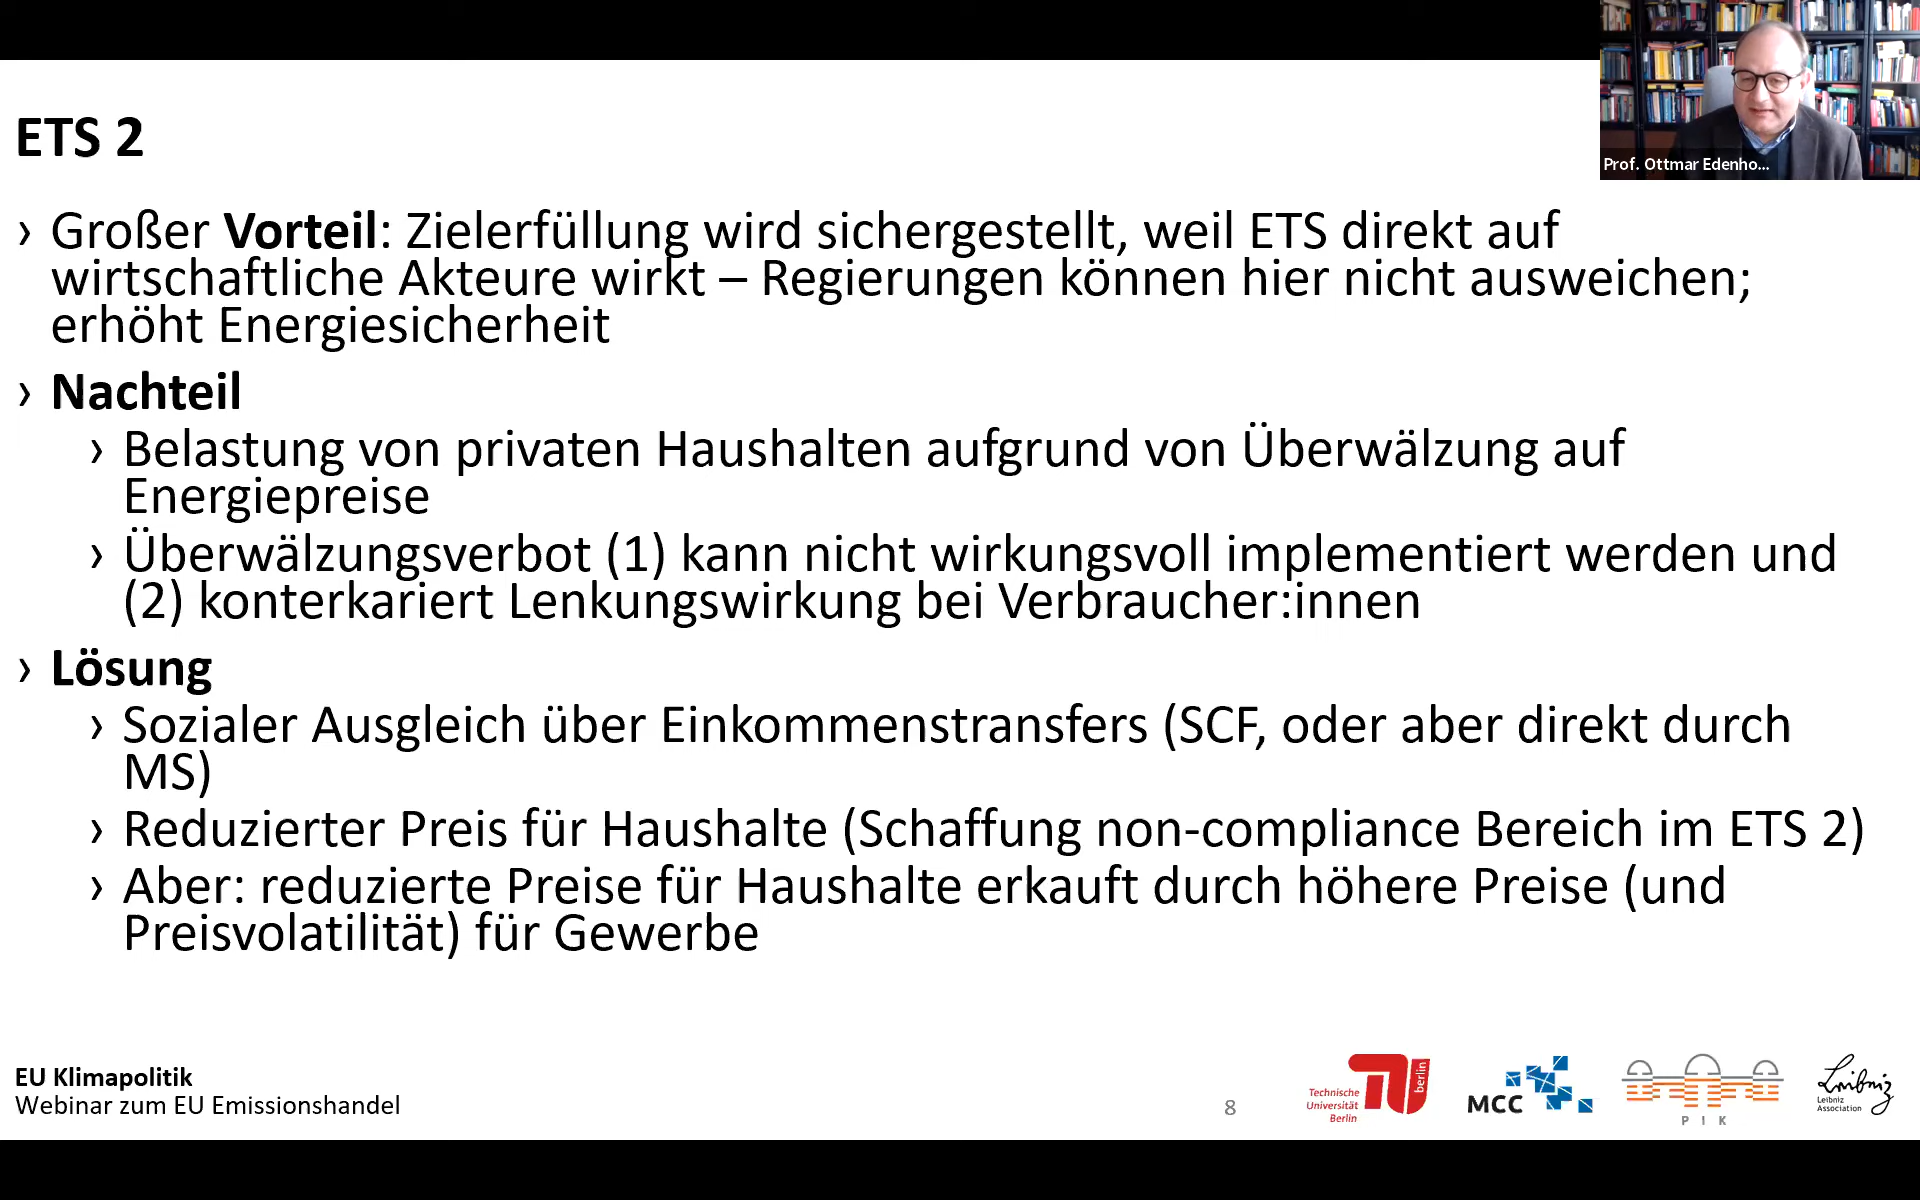 Prof. Ottmar Edenho...
ETS 2
› Großer Vorteil: Zielerfüllung wird sichergestellt, weil ETS direkt auf
wirtschaftliche Akteure wirkt – Regierungen können hier nicht ausweichen;
erhöht Energiesicherheit
› Nachteil
› Belastung von privaten Haushalten aufgrund von Überwälzung auf
Energiepreise
› Überwälzungsverbot (1) kann nicht wirkungsvoll implementiert werden und
(2) konterkariert Lenkungswirkung bei Verbraucher:innen
› Lösung
› Sozialer Ausgleich über Einkommenstransfers (SCF, oder aber direkt durch
MS)
› Reduzierter Preis für Haushalte (Schaffung non-compliance Bereich im ETS 2)
› Aber: reduzierte Preise für Haushalte erkauft durch höhere Preise (und
Preisvolatilität) für Gewerbe
EU Klimapolitik
Webinar zum EU Emissionshandel
8
Technische
Universität
Berlin
berlin
MCC
P I K
Leibniz
Leibniz
Association